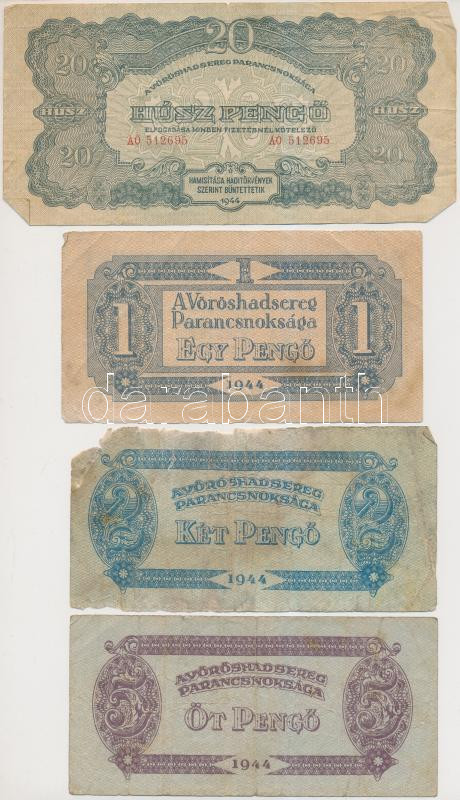 20
20 20
A VÖRÖSHADSEREG PARANCSNOKSÁGA
HÚSZ HÚSZ PENGŐ HÚSZ
ELFOGADÁSA MINDEN FIZETÉSNÉL KÖTELEZŐ
AO 512695 AO 512695
20 20
HAMISÍTÁSA HADITÖRVÉNYEK
SZERINT BÜNTETTETIK
1944
1
A Vöröshadsereg
Parancsnoksága
1 1
EGY PENGŐ
1944
darabanth
A VÖRÖSHADSEREG
PARANCSNOKSÁGA
2 KÉT PENGŐ 2
1944
A VÖRÖSHADSEREG
PARANCSNOKSÁGA
5 ÖT PENGŐ 5
1944